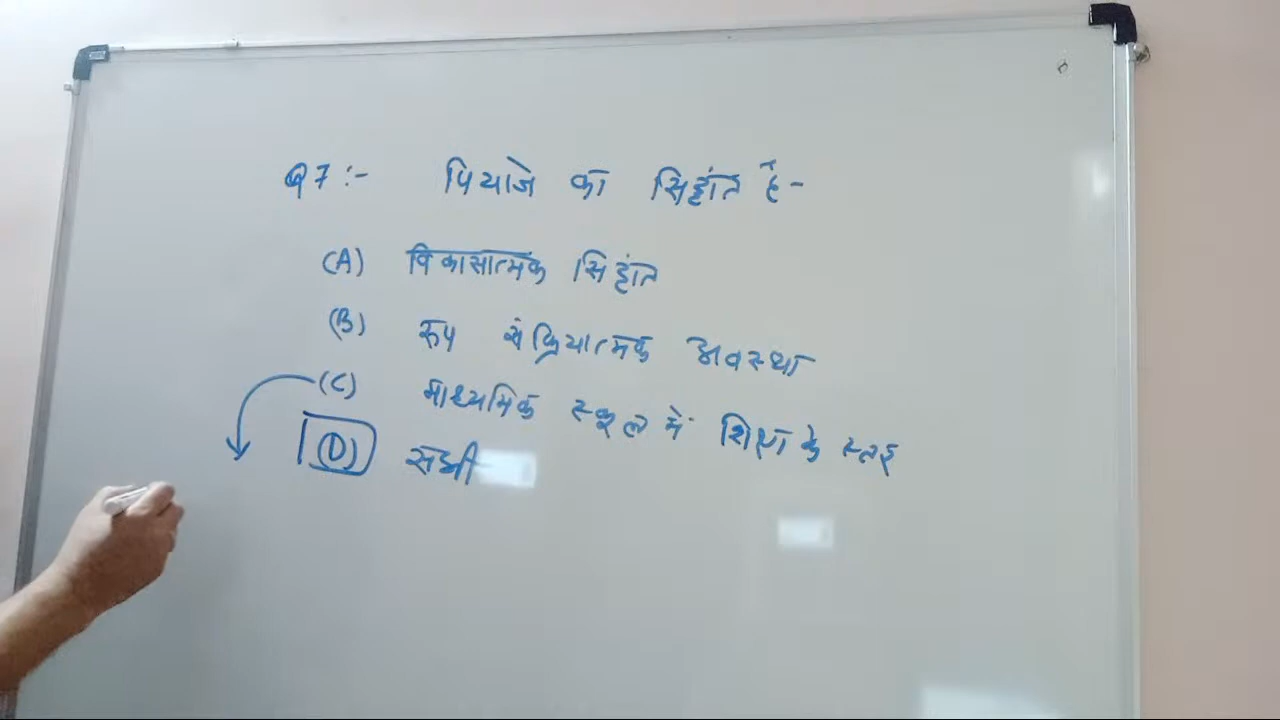 Q7:- पियाजे का सिद्दांत है-
(A) विकासात्मक सिद्दांत
(B) रूप संक्रियात्मक अवस्था
(C) माध्यमिक स्कूल में शिक्षा के स्तर
(D) सभी